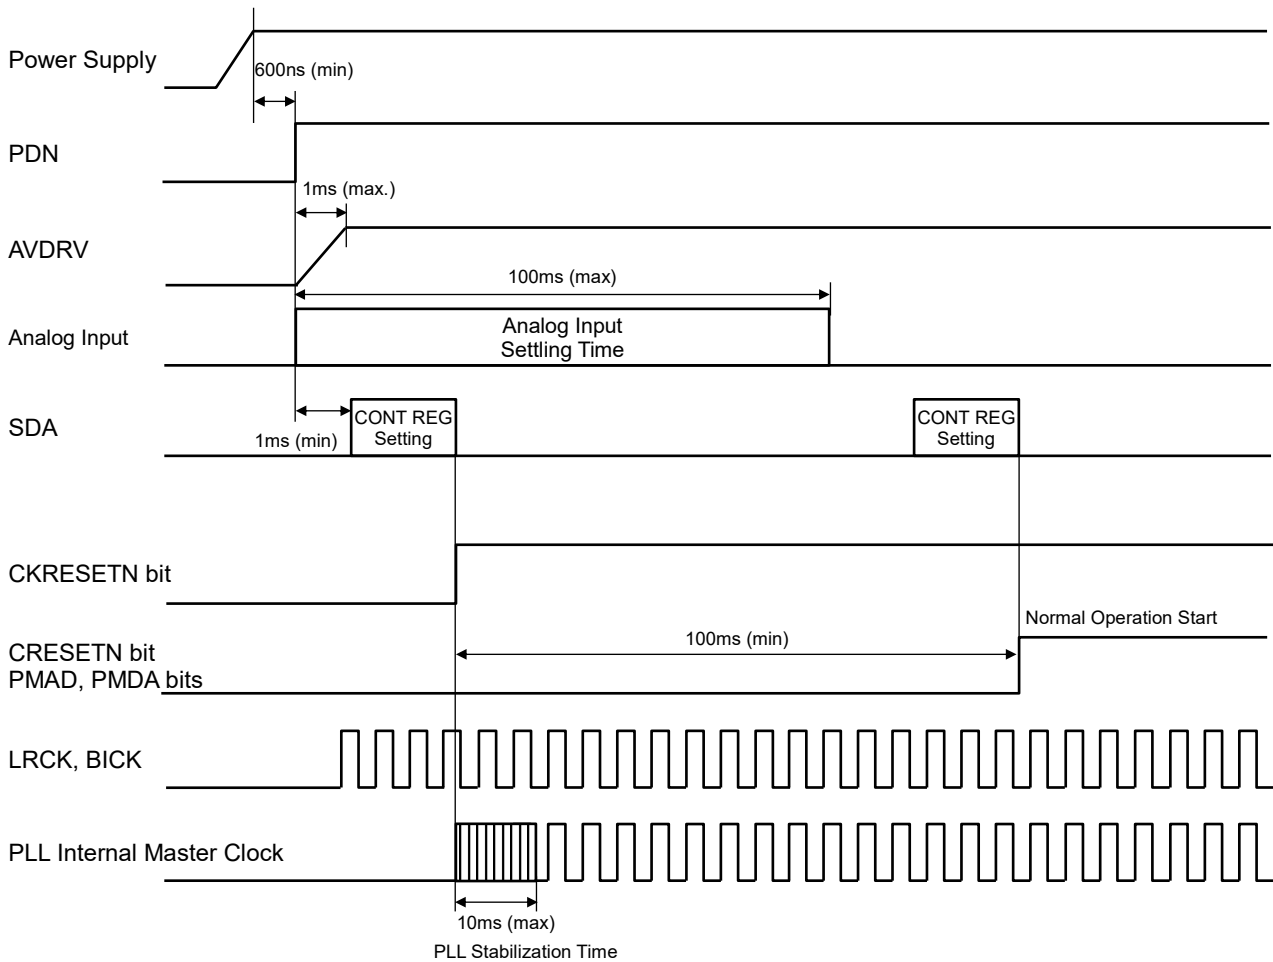 Power Supply
600ns (min)
PDN
1ms (max.)
AVDRV
100ms (max)
Analog Input
Analog Input
Settling Time
SDA
1ms (min)
CONT REG
Setting
CONT REG
Setting
CKRESETN bit
Normal Operation Start
100ms (min)
CRESETN bit
PMAD, PMDA bits
LRCK, BICK
PLL Internal Master Clock
10ms (max)
PLL Stabilization Time